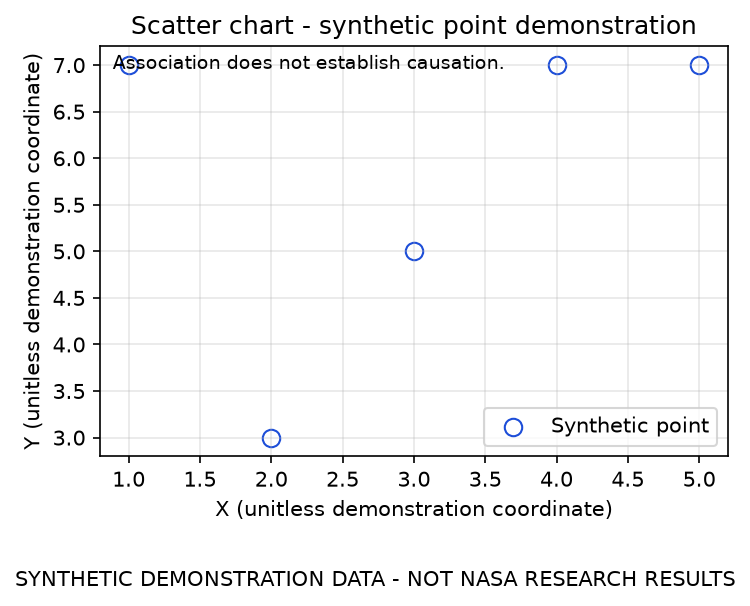 Scatter chart - synthetic point demonstration
Association does not establish causation.
Y (unitless demonstration coordinate)
7.0
6.5
6.0
5.5
5.0
4.5
4.0
3.5
3.0
Synthetic point
1.0 1.5 2.0 2.5 3.0 3.5 4.0 4.5 5.0
X (unitless demonstration coordinate)
SYNTHETIC DEMONSTRATION DATA - NOT NASA RESEARCH RESULTS